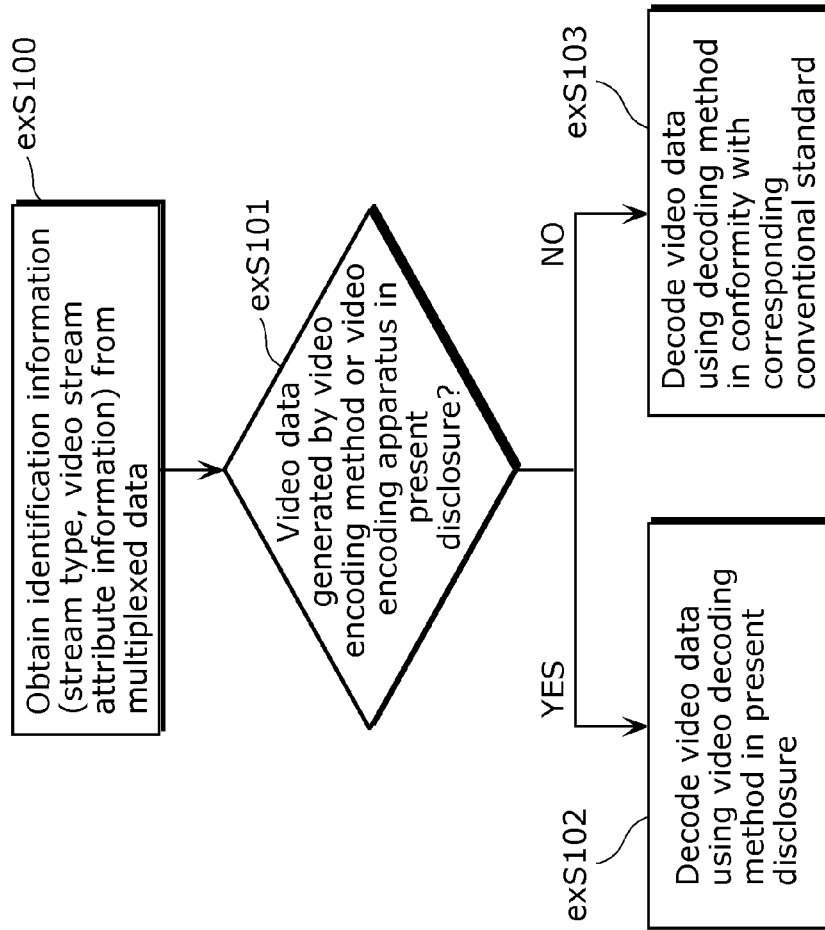 exS100
Obtain identification information
(stream type, video stream
attribute information) from
multiplexed data
exS101
Video data
generated by video
encoding method or video
encoding apparatus in
present
disclosure?
YES
NO
exS102
Decode video data
using video decoding
method in present
disclosure
exS103
Decode video data
using decoding method
in conformity with
corresponding
conventional standard